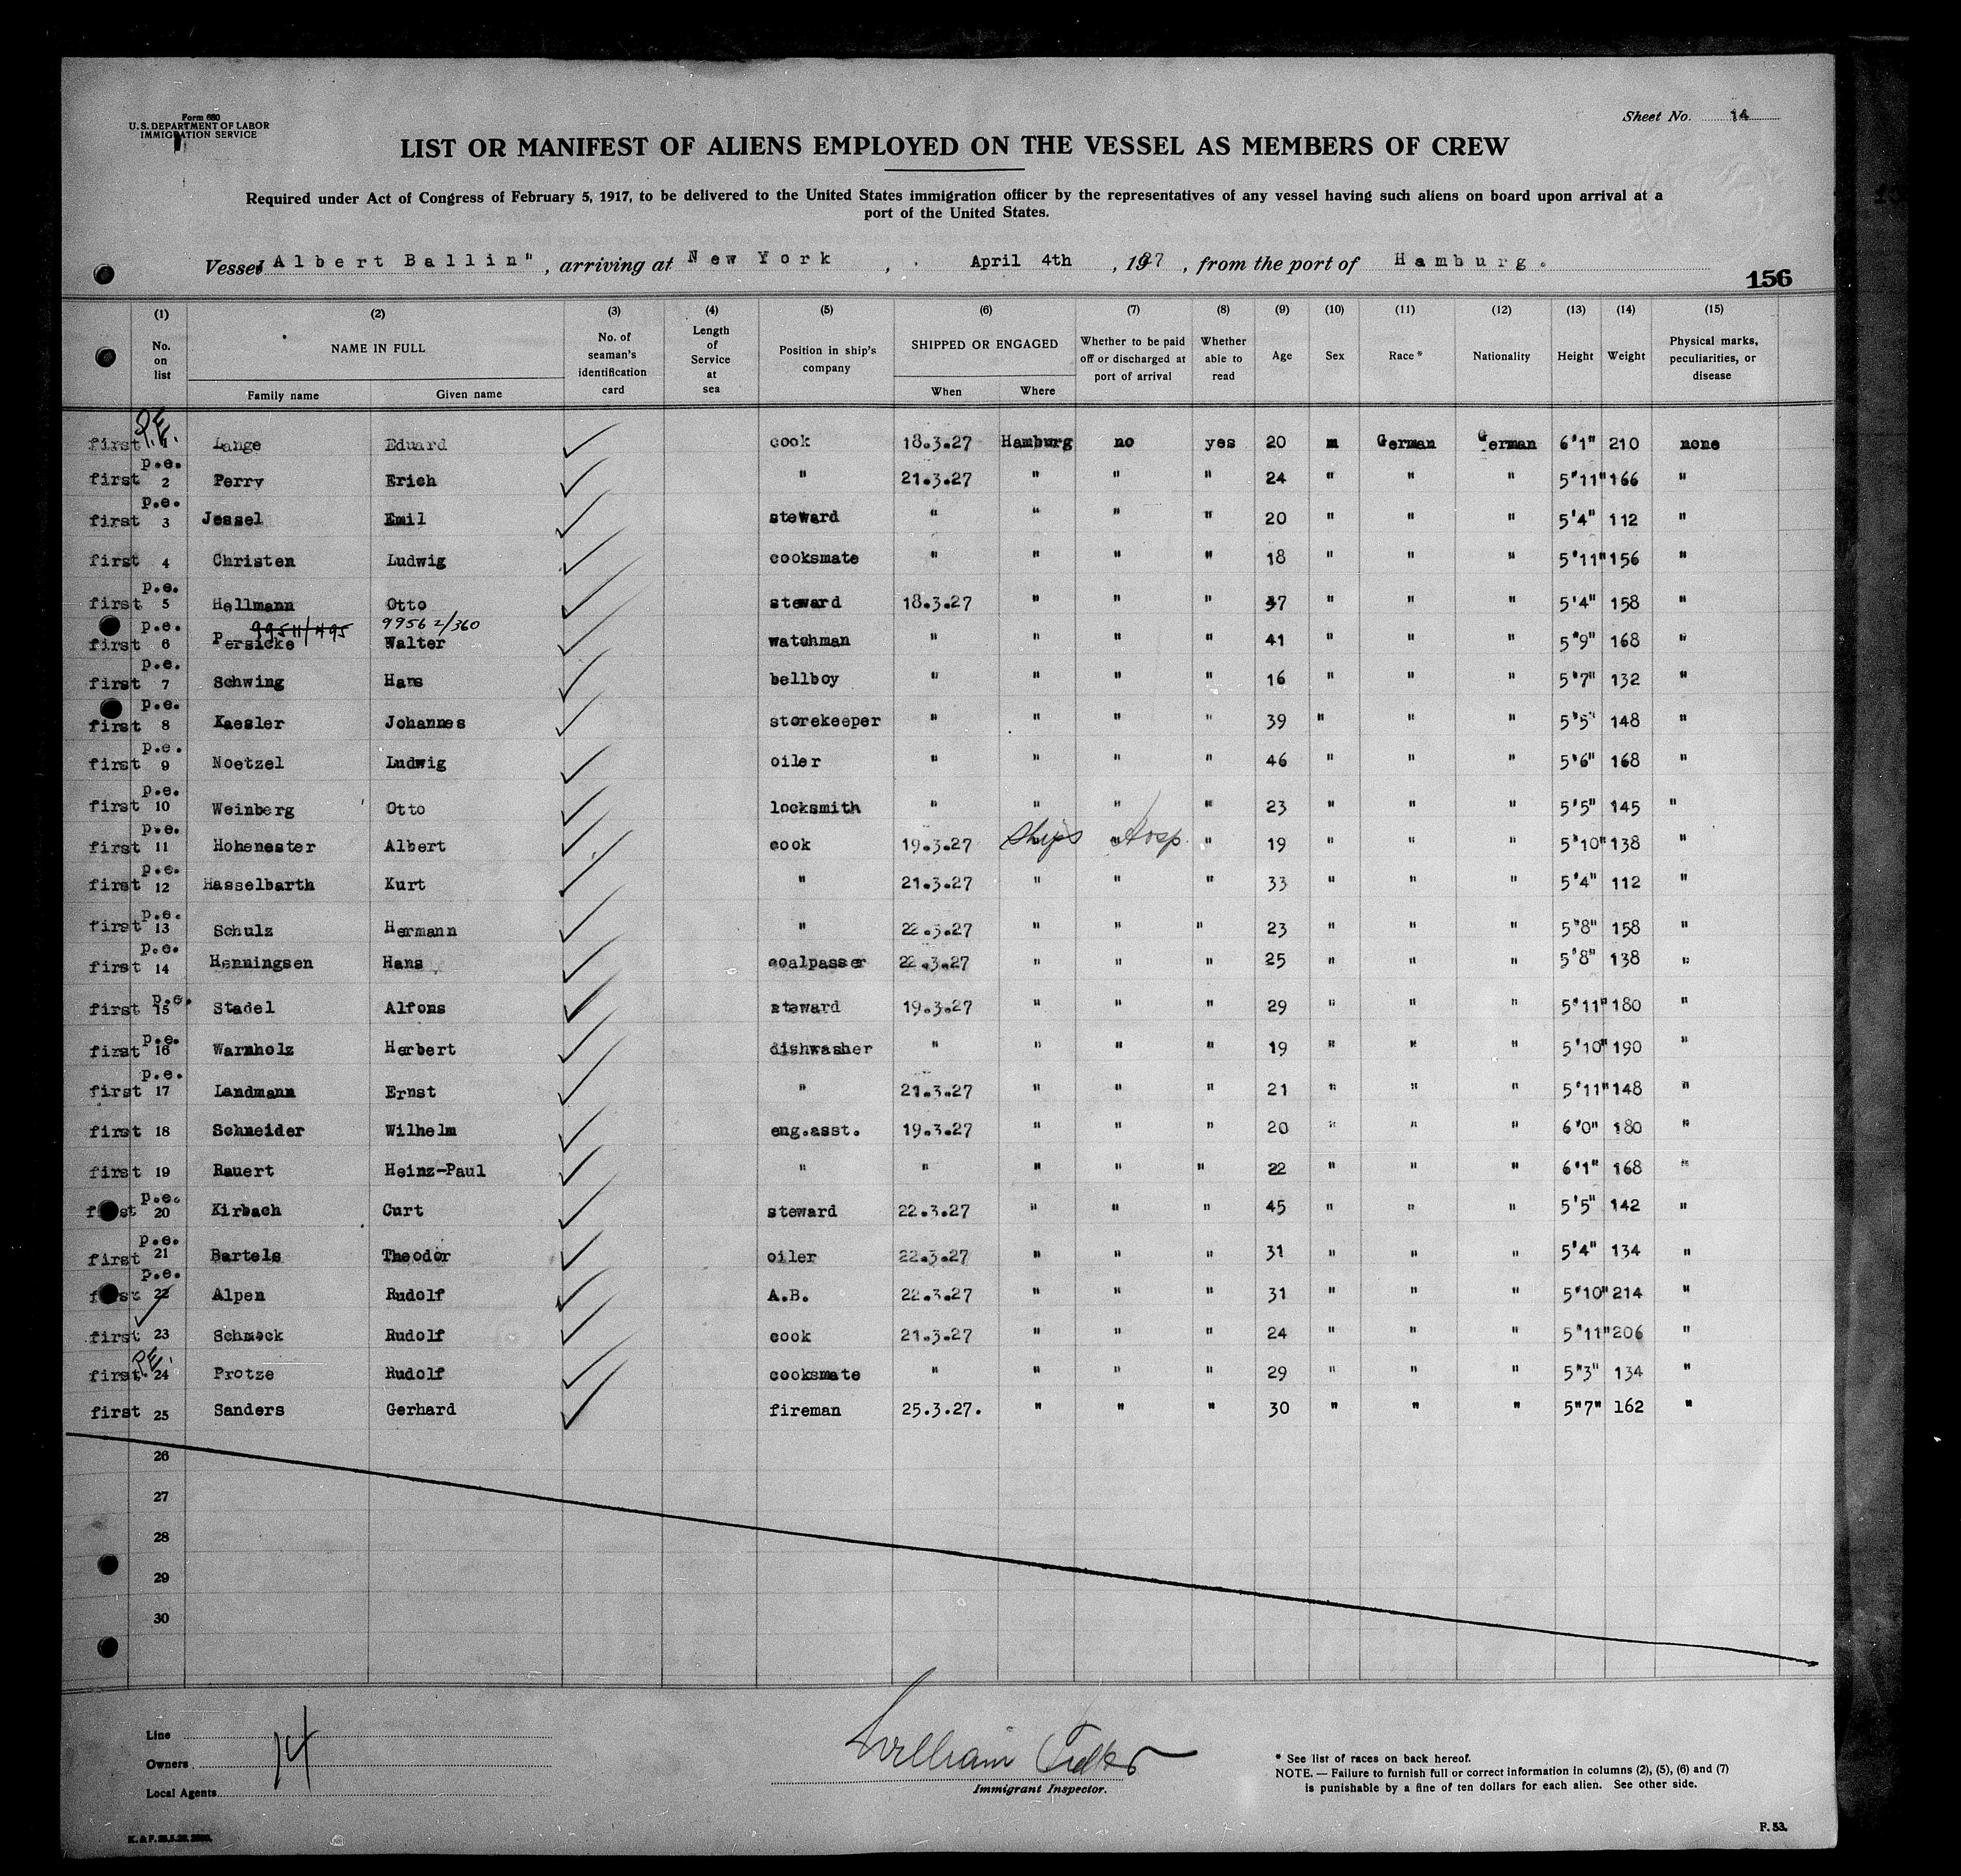 Form 680
U. S. DEPARTMENT OF LABOR
IMMIGRATION SERVICE
Sheet No. 14
LIST OR MANIFEST OF ALIENS EMPLOYED ON THE VESSEL AS MEMBERS OF CREW
Required under Act of Congress of February 5, 1917, to be delivered to the United States immigration officer by the representatives of any vessel having such aliens on board upon arrival at a
port of the United States.
Vessel Albert Ballin", arriving at New York, April 4th, 1927, from the port of Hamburg.
156
(1) (2) (3) (4) (5) (6) (7) (8) (9) (10) (11) (12) (13) (14) (15)
No. on list NAME IN FULL Family name Given name No. of seaman's identification card Length of Service at sea Position in ship's company SHIPPED OR ENGAGED When Where Whether to be paid off or discharged at port of arrival Whether able to read Age Sex Race * Nationality Height Weight Physical marks, peculiarities, or disease
first P.E. Lange Eduard cook 18.3.27 Hamburg no yes 20 m German German 6'1" 210 none
p.e.
first 2 Perry Erich " 21.3.27 " " " 24 " " " 5'11" 166 "
p.e.
first 3 Jessel Emil steward " " " " 20 " " " 5'4" 112 "
first 4 Christen Ludwig cooksmate " " " " 18 " " " 5'11" 156 "
p.e.
first 5 Hellmann Otto steward 18.3.27 " " " 37 " " " 5'4" 158 "
p.e. 99511/495 99562/360
first 6 Persicke Walter watchman " " " " 41 " " " 5'9" 168 "
p.e.
first 7 Schwing Hans bellboy " " " " 16 " " " 5'7" 132 "
p.e.
first 8 Kaesler Johannes storekeeper " " " " 39 " " " 5'5" 148 "
p.e.
first 9 Noetzel Ludwig oiler " " " " 46 " " " 5'6" 168 "
p.e.
first 10 Weinberg Otto locksmith " " " " 23 " " " 5'5" 145 "
p.e.
first 11 Hohenester Albert cook 19.3.27 Ships " Hosp. " 19 " " " 5'10" 138 "
p.e.
first 12 Hasselbarth Kurt " 21.3.27 " " " 33 " " " 5'4" 112 "
p.e.
first 13 Schulz Hermann " 22.3.27 " " " 23 " " " 5'8" 158 "
p.e.
first 14 Henningsen Hans coalpasser 22.3.27 " " " 25 " " " 5'8" 138 "
p.e.
first 15 Stadel Alfons steward 19.3.27 " " " 29 " " " 5'11" 180 "
p.e.
first 16 Warnholz Herbert dishwasher " " " " 19 " " " 5'10" 190 "
p.e.
first 17 Landmann Ernst " 21.3.27 " " " 21 " " " 5'11" 148 "
first 18 Schneider Wilhelm eng.asst. 19.3.27 " " " 20 " " " 6'0" 180 "
first 19 Rauert Heinz-Paul " " " " " 22 " " " 6'1" 168 "
p.e.
first 20 Kirbach Curt steward 22.3.27 " " " 45 " " " 5'5" 142 "
p.e.
first 21 Bartels Theodor oiler 22.3.27 " " " 31 " " " 5'4" 134 "
p.e.
first 22 Alpen Rudolf A.B. 22.3.27 " " " 31 " " " 5'10" 214 "
first 23 Schmock Rudolf cook 21.3.27 " " " 24 " " " 5'11" 206 "
P.E.
first 24 Protze Rudolf cooksmate " " " " 29 " " " 5"3" 134 "
first 25 Sanders Gerhard fireman 25.3.27. " " " 30 " " " 5"7" 162 "
26
27
28
29
30
Line
Owners 14
Local Agents
William
Immigrant Inspector.
* See list of races on back hereof.
NOTE. — Failure to furnish full or correct information in columns (2), (5), (6) and (7)
is punishable by a fine of ten dollars for each alien. See other side.
F. 53.